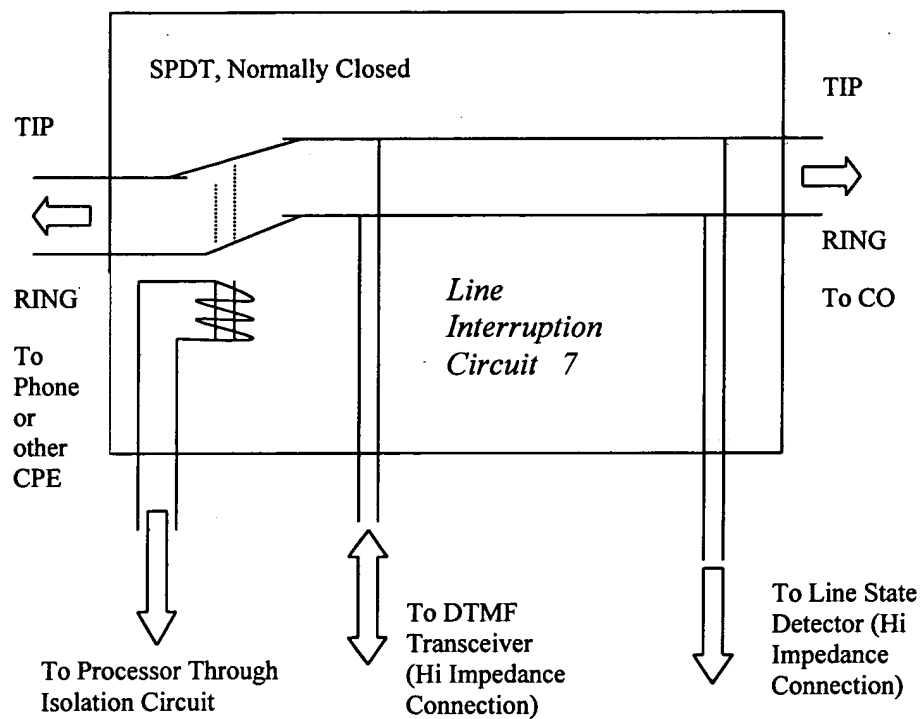 SPDT, Normally Closed
TIP
TIP
RING
To CO
RING
To
Phone
or
other
CPE
Line
Interruption
Circuit 7
To Processor Through
Isolation Circuit
To DTMF
Transceiver
(Hi Impedance
Connection)
To Line State
Detector (Hi
Impedance
Connection)